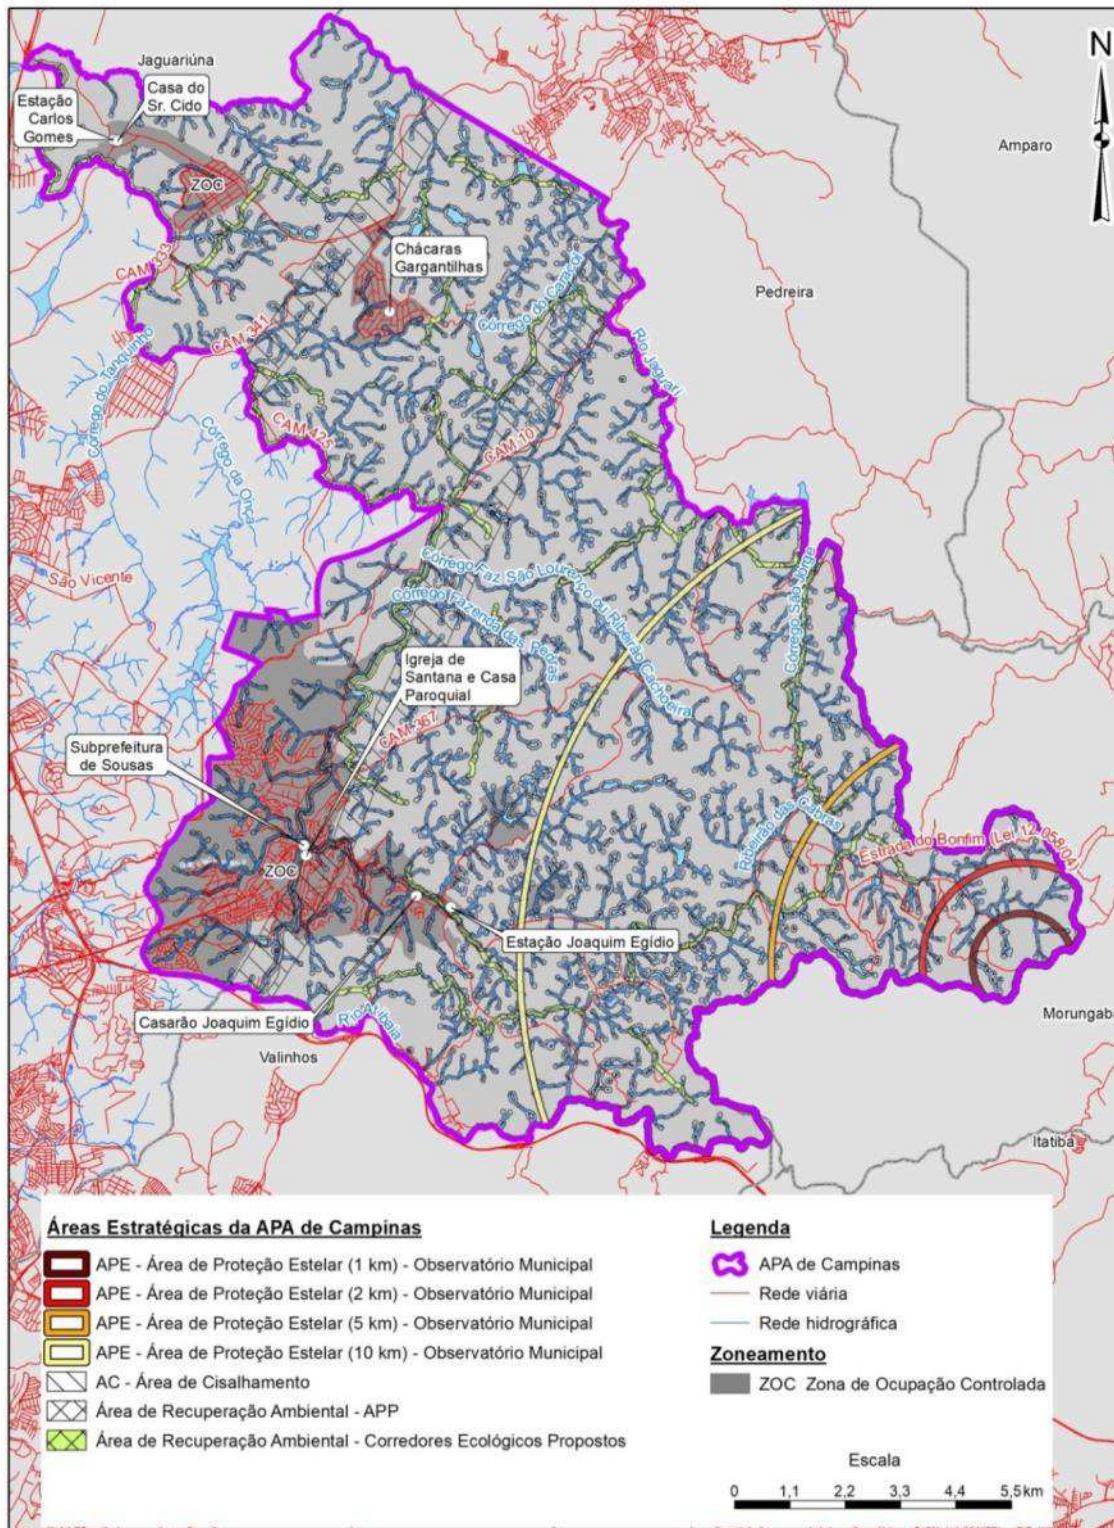 N
Jaguariúna
Casa do
Sr. Cido
Estação
Carlos
Gomes
Amparo
ZOC
Chácaras
Gargantilhas
CAM 333
Córrego do Caracol
Pedreira
CAM 341
Córrego do Tanquinho
Rio Jaguari
CAM 425
Córrego da Onça
CAM 10
São Vicente
Córrego Faz São Lourenço ou Ribeirão Cachoeira
Córrego Fazenda das Pedras
Córrego São Jorge
Igreja de
Santana e Casa
Paroquial
CAM 367
Subprefeitura
de Sousas
Ribeirão das Cabras
Estrada do Bonfim (Lei 12.058/04)
ZOC
Estação Joaquim Egídio
Casarão Joaquim Egídio
Rio Atibaia
Morungaba
Valinhos
Itatiba
Áreas Estratégicas da APA de Campinas
APE - Área de Proteção Estelar (1 km) - Observatório Municipal
APE - Área de Proteção Estelar (2 km) - Observatório Municipal
APE - Área de Proteção Estelar (5 km) - Observatório Municipal
APE - Área de Proteção Estelar (10 km) - Observatório Municipal
AC - Área de Cisalhamento
Área de Recuperação Ambiental - APP
Área de Recuperação Ambiental - Corredores Ecológicos Propostos
Legenda
APA de Campinas
Rede viária
Rede hidrográfica
Zoneamento
ZOC Zona de Ocupação Controlada
Escala
0 1,1 2,2 3,3 4,4 5,5 km